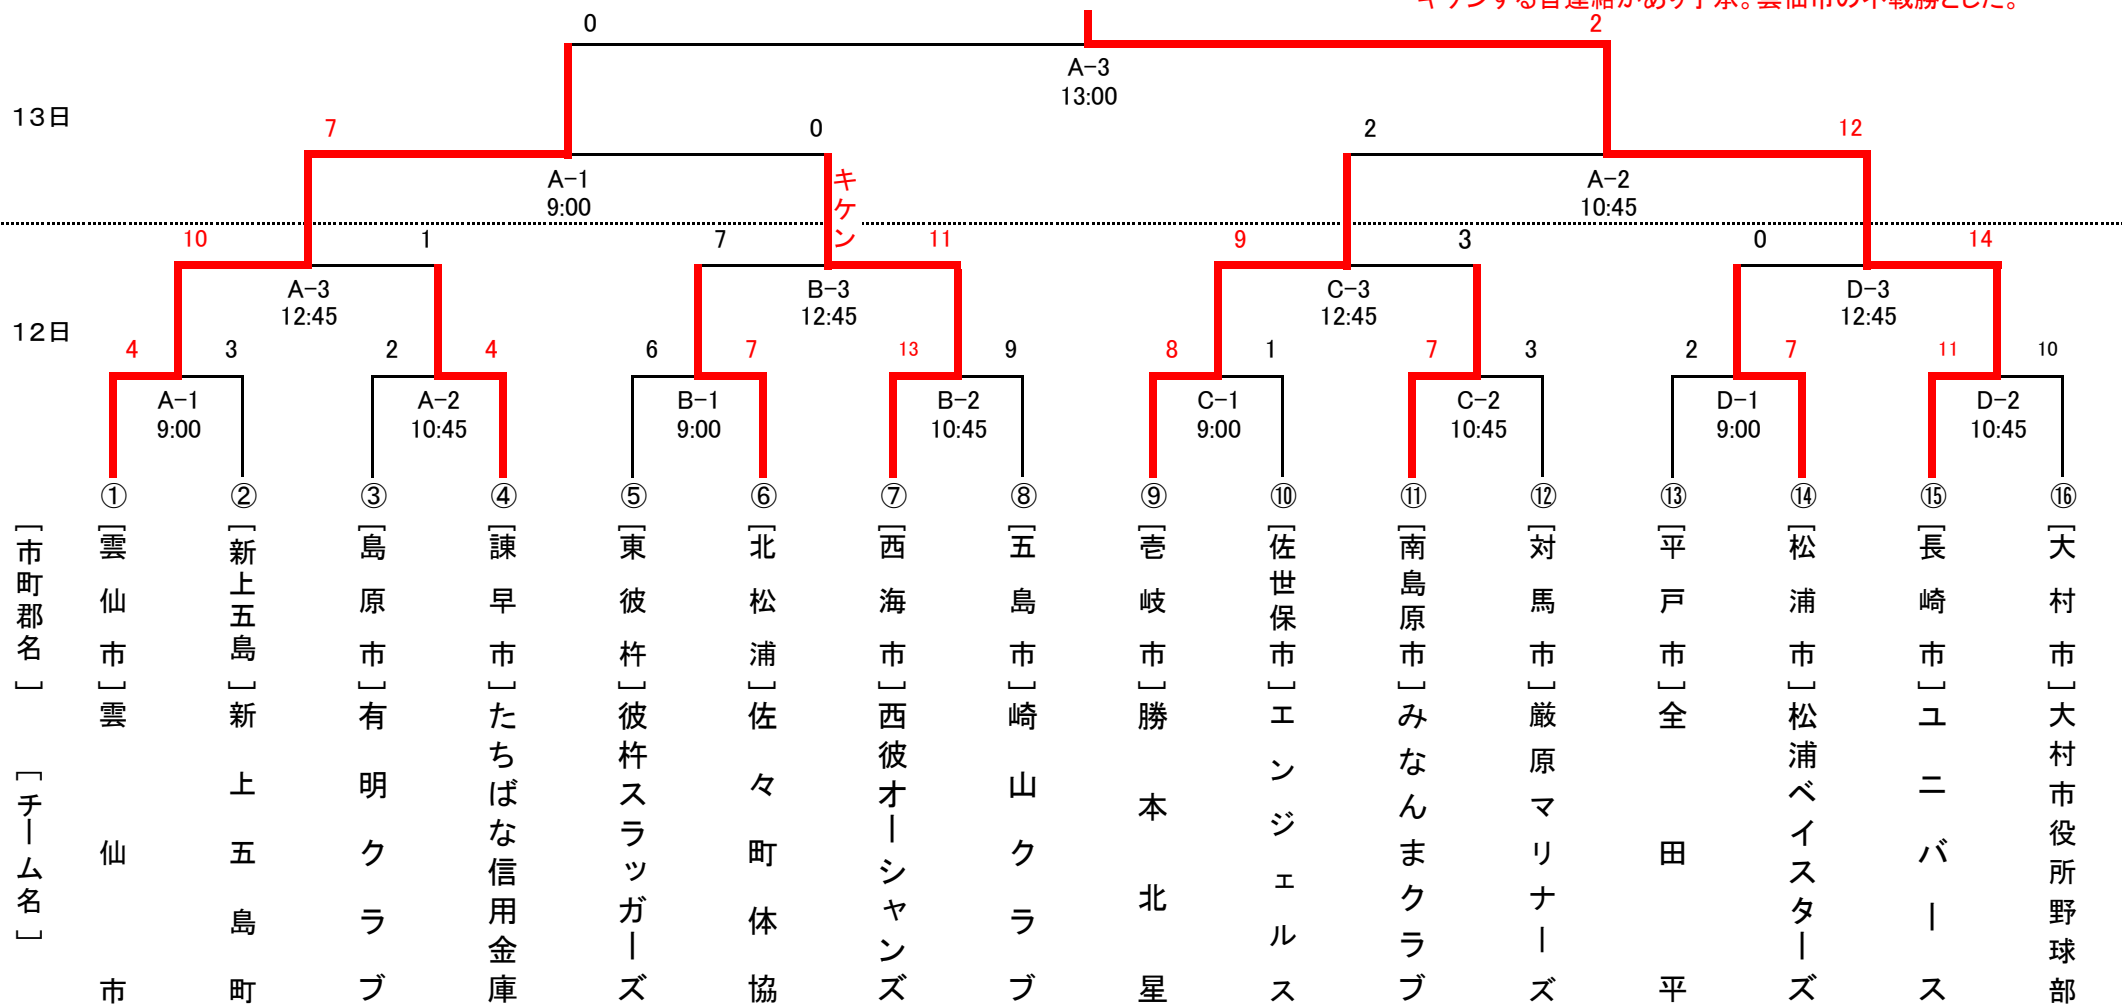 キケンする旨連絡があり了承。雲仙市の不戦勝とした。
0 2
A-3
13:00
13日
7 0 2 12
A-1 キケン A-2
9:00 10:45
10 1 7 11 9 3 0 14
A-3 B-3 C-3 D-3
12:45 12:45 12:45 12:45
12日
4 3 2 4 6 7 13 9 8 1 7 3 2 7 11 10
A-1 A-2 B-1 B-2 C-1 C-2 D-1 D-2
9:00 10:45 9:00 10:45 9:00 10:45 9:00 10:45
① ② ③ ④ ⑤ ⑥ ⑦ ⑧ ⑨ ⑩ ⑪ ⑫ ⑬ ⑭ ⑮ ⑯
[市町郡名] [チーム名]
[雲仙市]雲仙市
[新上五島]新上五島町
[島原市]有明クラブ
[諫早市]たちばな信用金庫
[東彼杵]彼杵スラッガーズ
[北松浦]佐々町体協
[西海市]西彼オーシャンズ
[五島市]崎山クラブ
[壱岐市]勝本北星
[佐世保市]エンジェルス
[南島原市]みなんまクラブ
[対馬市]厳原マリナーズ
[平戸市]全田平
[松浦市]松浦ベイスターズ
[長崎市]ユニバース
[大村市]大村市役所野球部